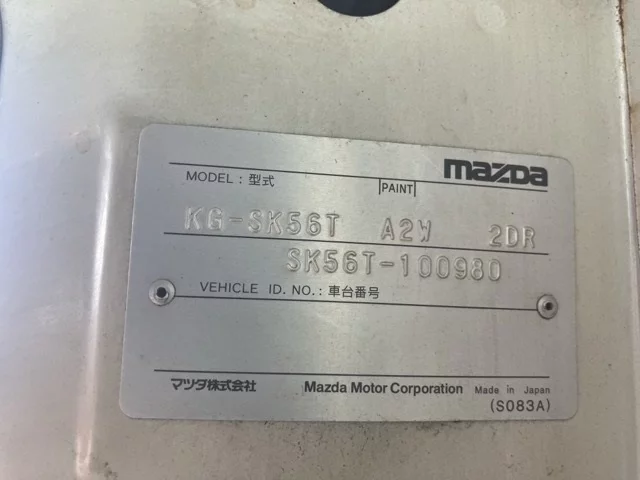 mazda
MODEL : 型式 PAINT
KG-SK56T A2W 2DR
SK56T-100980
VEHICLE ID. NO. : 車台番号
マツダ株式会社 Mazda Motor Corporation Made in Japan
(S083A)